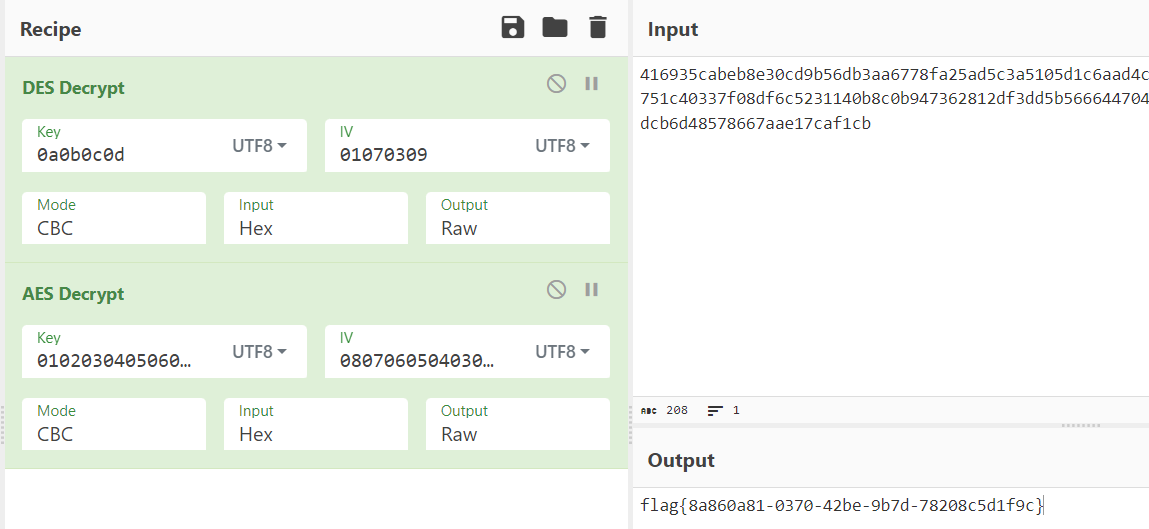 Recipe
DES Decrypt
Key
0a0b0c0d
UTF8
IV
01070309
UTF8
Mode
CBC
Input
Hex
Output
Raw
AES Decrypt
Key
0102030405060…
UTF8
IV
0807060504030…
UTF8
Mode
CBC
Input
Hex
Output
Raw
Input
416935cabeb8e30cd9b56db3aa6778fa25ad5c3a5105d1c6aad4c
751c40337f08df6c5231140b8c0b947362812df3dd5b566644704
dcb6d48578667aae17caf1cb
ABC 208 1
Output
flag{8a860a81-0370-42be-9b7d-78208c5d1f9c}